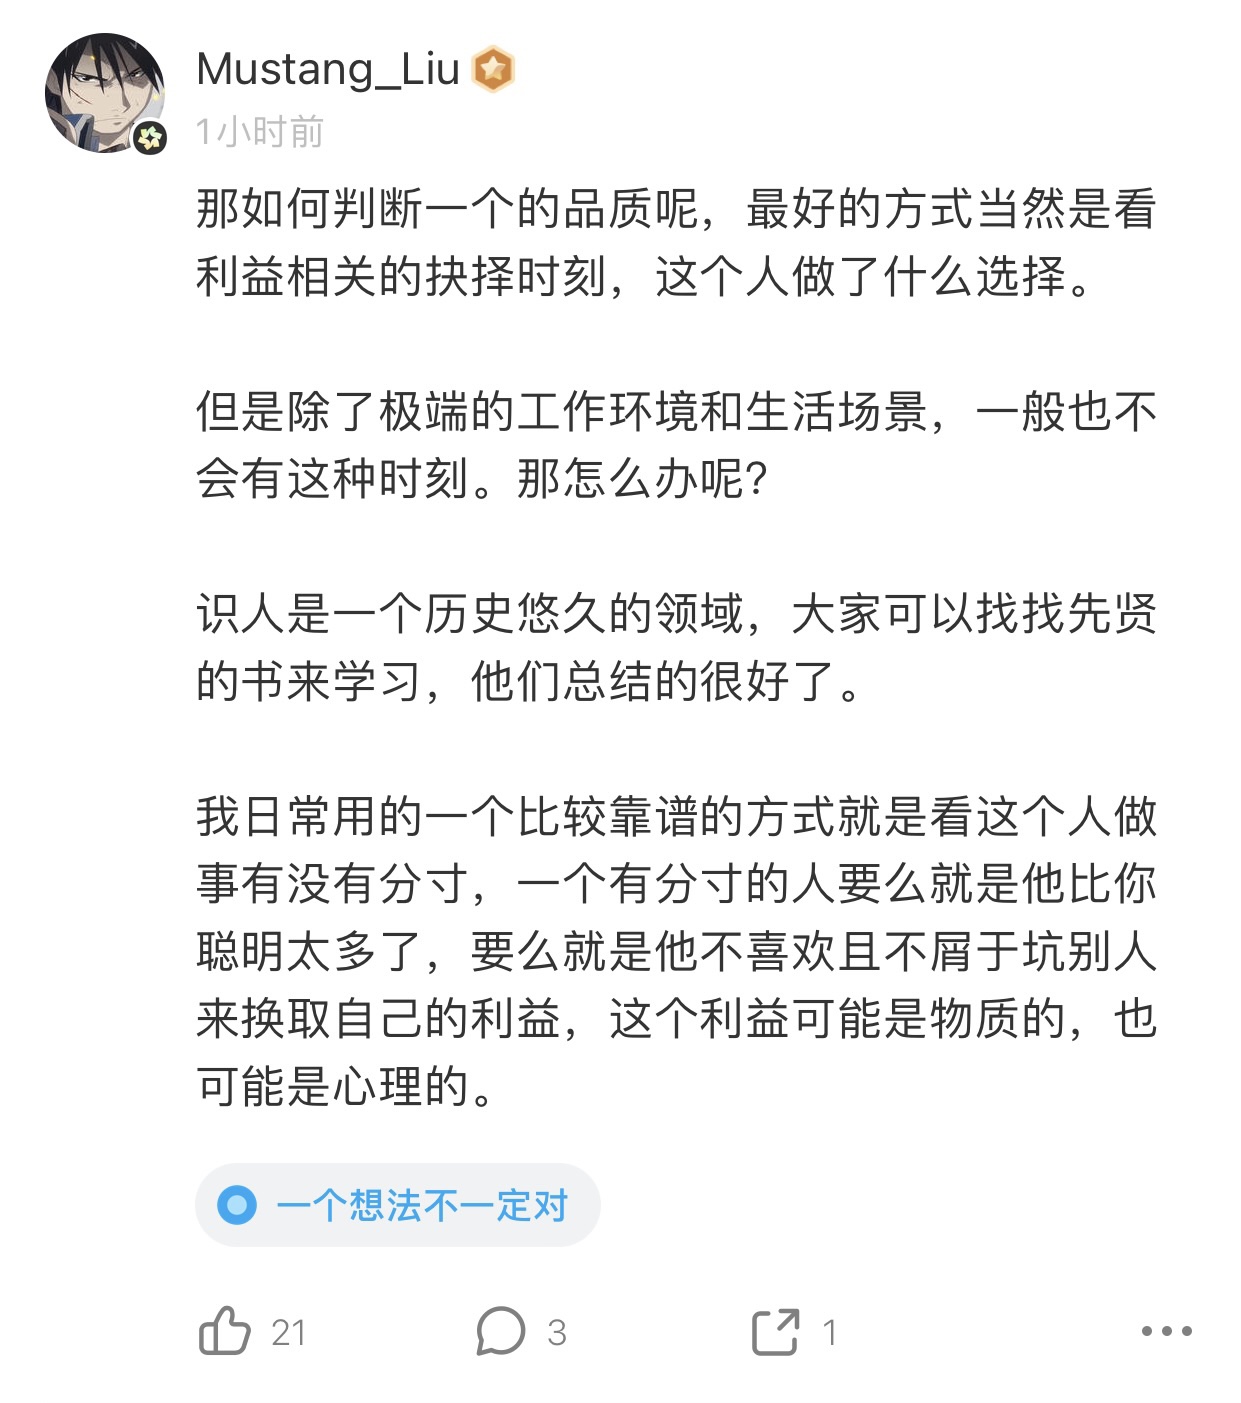 Mustang_Liu
1小时前
那如何判断一个的品质呢，最好的方式当然是看
利益相关的抉择时刻，这个人做了什么选择。
但是除了极端的工作环境和生活场景，一般也不
会有这种时刻。那怎么办呢？
识人是一个历史悠久的领域，大家可以找找先贤
的书来学习，他们总结的很好了。
我日常用的一个比较靠谱的方式就是看这个人做
事有没有分寸，一个有分寸的人要么就是他比你
聪明太多了，要么就是他不喜欢且不屑于坑别人
来换取自己的利益，这个利益可能是物质的，也
可能是心理的。
一个想法不一定对
21 3 1